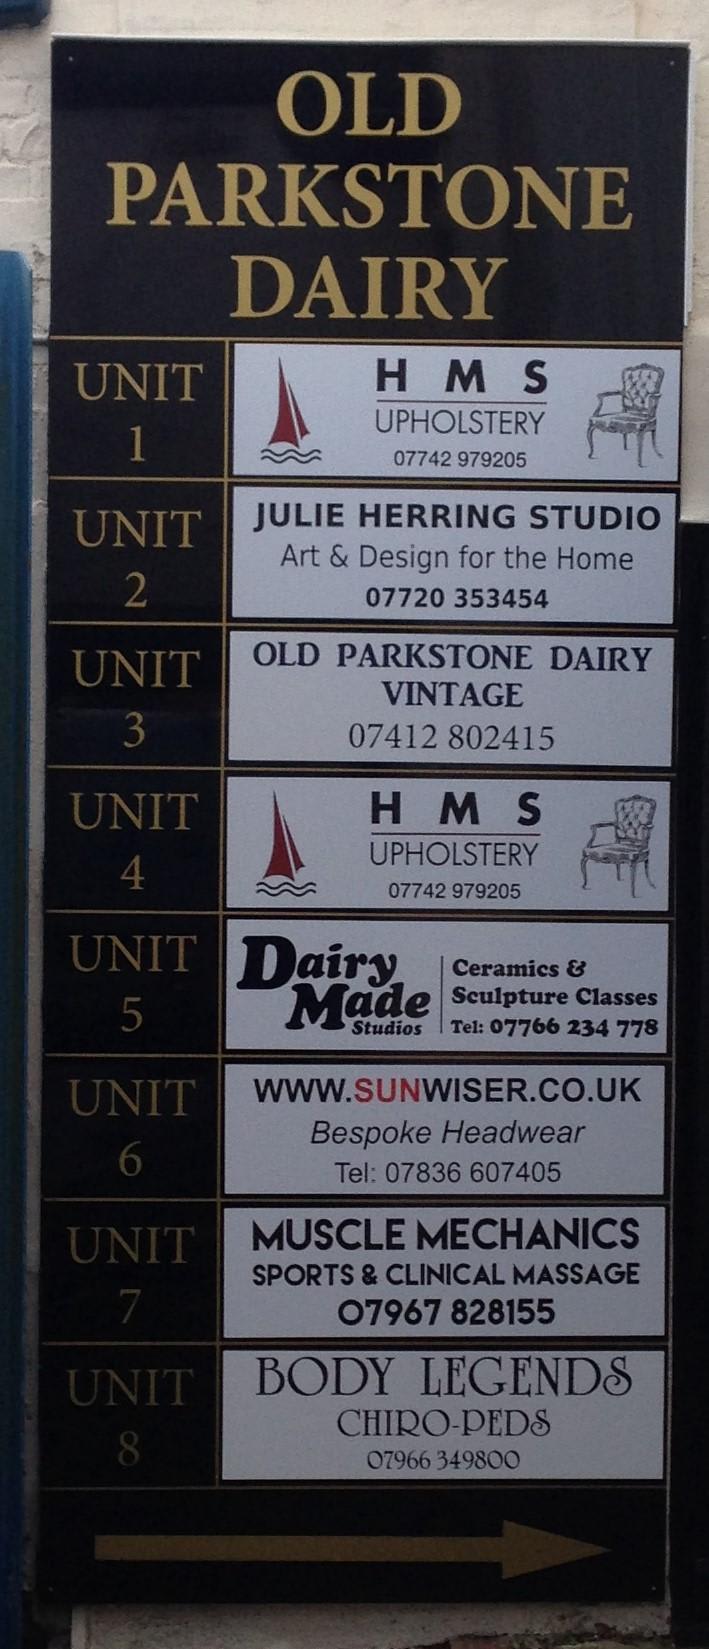 OLD
PARKSTONE
DAIRY
UNIT
1
H M S
UPHOLSTERY
07742 979205
UNIT
2
JULIE HERRING STUDIO
Art & Design for the Home
07720 353454
UNIT
3
OLD PARKSTONE DAIRY
VINTAGE
07412 802415
UNIT
4
H M S
UPHOLSTERY
07742 979205
UNIT
5
Dairy
Made
Studios
Ceramics &
Sculpture Classes
Tel: 07766 234 778
UNIT
6
WWW.SUNWISER.CO.UK
Bespoke Headwear
Tel: 07836 607405
UNIT
7
MUSCLE MECHANICS
SPORTS & CLINICAL MASSAGE
07967 828155
UNIT
8
BODY LEGENDS
CHIRO-PEDS
07966 349800